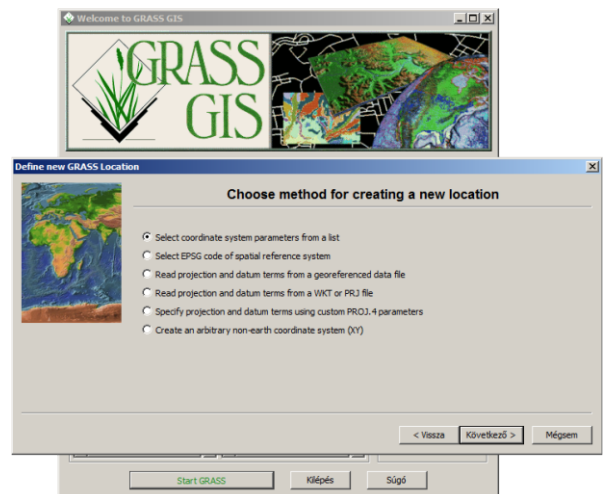 Welcome to GRASS GIS
GRASS
GIS
Define new GRASS Location
Choose method for creating a new location
Select coordinate system parameters from a list
Select EPSG code of spatial reference system
Read projection and datum terms from a georeferenced data file
Read projection and datum terms from a WKT or PRJ file
Specify projection and datum terms using custom PROJ.4 parameters
Create an arbitrary non-earth coordinate system (XY)
< Vissza Következő > Mégsem
Start GRASS Kilépés Súgó